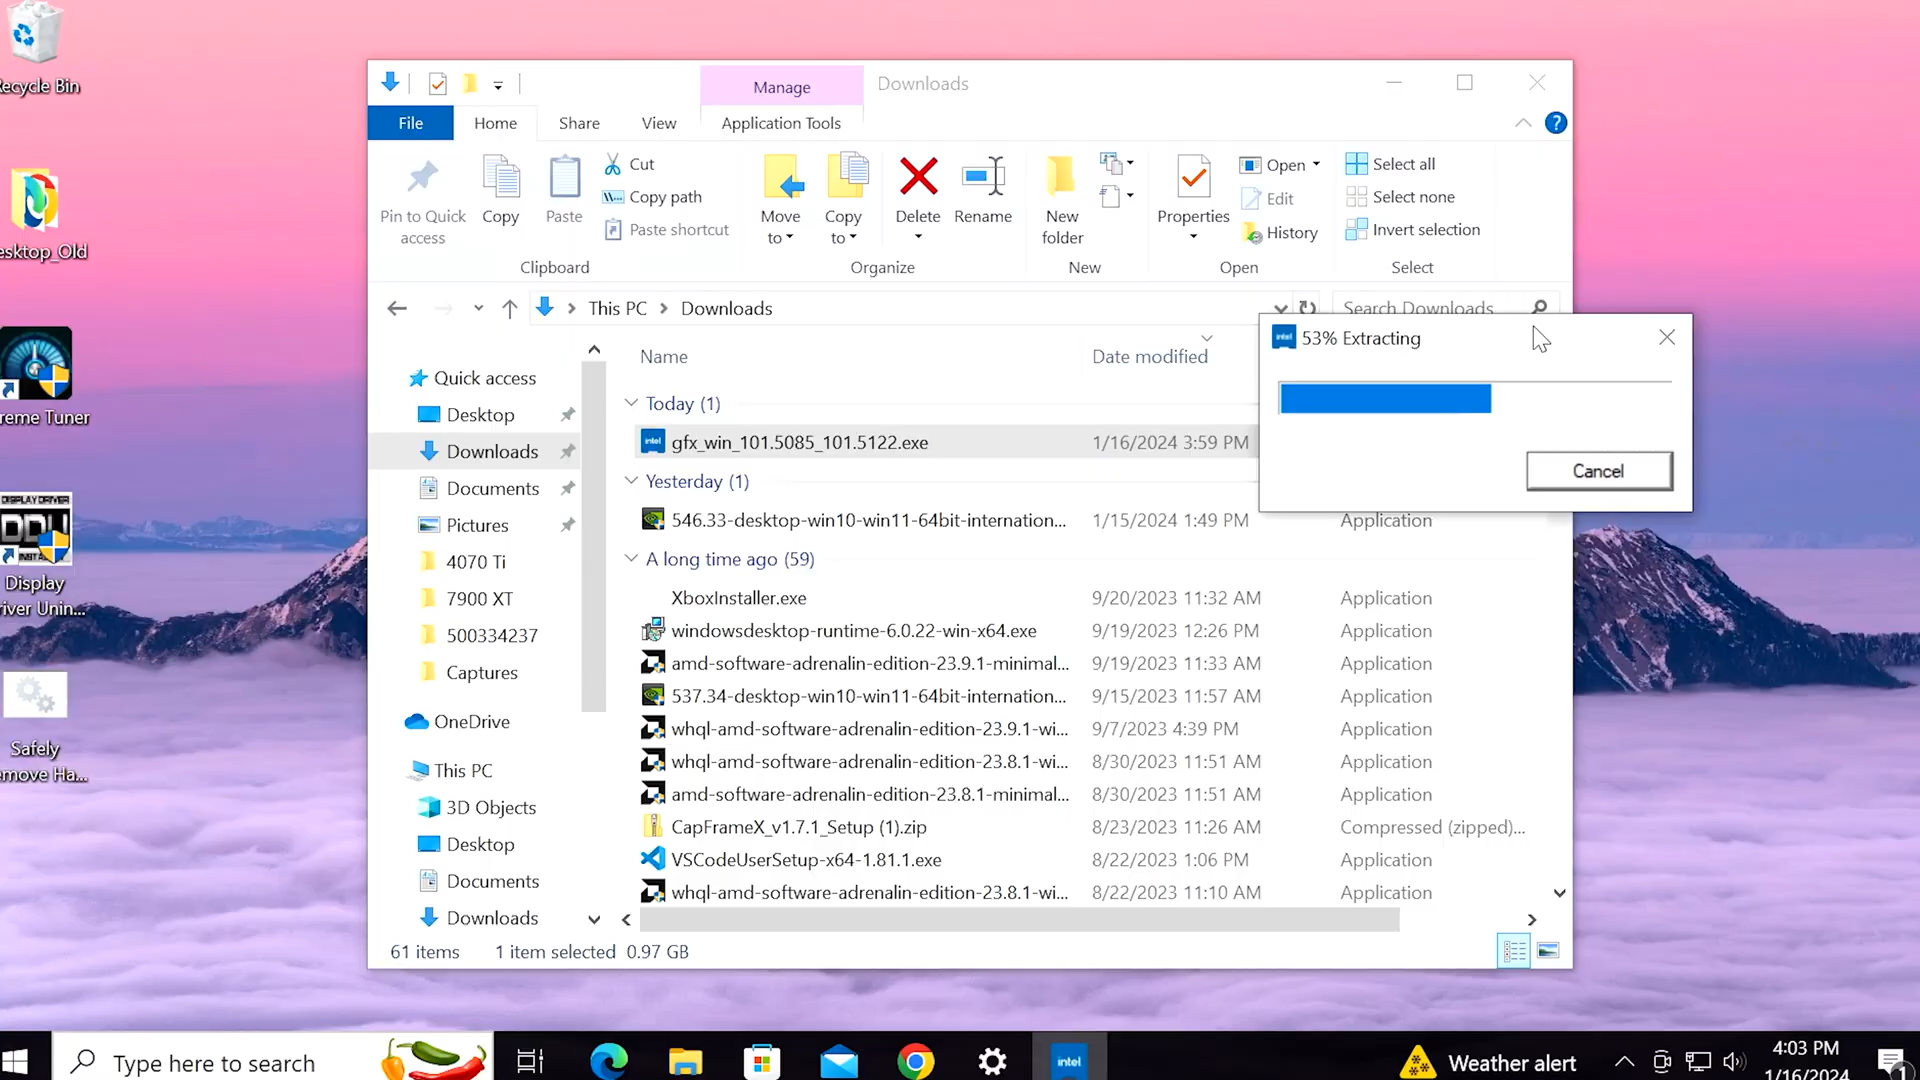 ecycle Bin
esktop_Old
reme Tuner
DISPLAY DRIVER
DDU
Display
river Unin...
Safely
emove Ha...
Manage
Downloads
File
Home
Share
View
Application Tools
Pin to Quick
access
Copy
Paste
Cut
Copy path
Paste shortcut
Clipboard
Move
to
Copy
to
Delete
Rename
Organize
New
folder
New
Properties
Open
Edit
History
Open
Select all
Select none
Invert selection
Select
This PC
Downloads
Search Downloads
Quick access
Desktop
Downloads
Documents
Pictures
4070 Ti
7900 XT
500334237
Captures
OneDrive
This PC
3D Objects
Desktop
Documents
Downloads
Name
Date modified
Today (1)
intel
gfx_win_101.5085_101.5122.exe
1/16/2024 3:59 PM
Yesterday (1)
546.33-desktop-win10-win11-64bit-internation...
1/15/2024 1:49 PM
Application
A long time ago (59)
XboxInstaller.exe
9/20/2023 11:32 AM
Application
windowsdesktop-runtime-6.0.22-win-x64.exe
9/19/2023 12:26 PM
Application
amd-software-adrenalin-edition-23.9.1-minimal...
9/19/2023 11:33 AM
Application
537.34-desktop-win10-win11-64bit-internation...
9/15/2023 11:57 AM
Application
whql-amd-software-adrenalin-edition-23.9.1-wi...
9/7/2023 4:39 PM
Application
whql-amd-software-adrenalin-edition-23.8.1-wi...
8/30/2023 11:51 AM
Application
amd-software-adrenalin-edition-23.8.1-minimal...
8/30/2023 11:51 AM
Application
CapFrameX_v1.7.1_Setup (1).zip
8/23/2023 11:26 AM
Compressed (zipped)...
VSCodeUserSetup-x64-1.81.1.exe
8/22/2023 1:06 PM
Application
whql-amd-software-adrenalin-edition-23.8.1-wi...
8/22/2023 11:10 AM
Application
intel
53% Extracting
Cancel
61 items
1 item selected
0.97 GB
Type here to search
intel
Weather alert
4:03 PM
1/16/2024
1